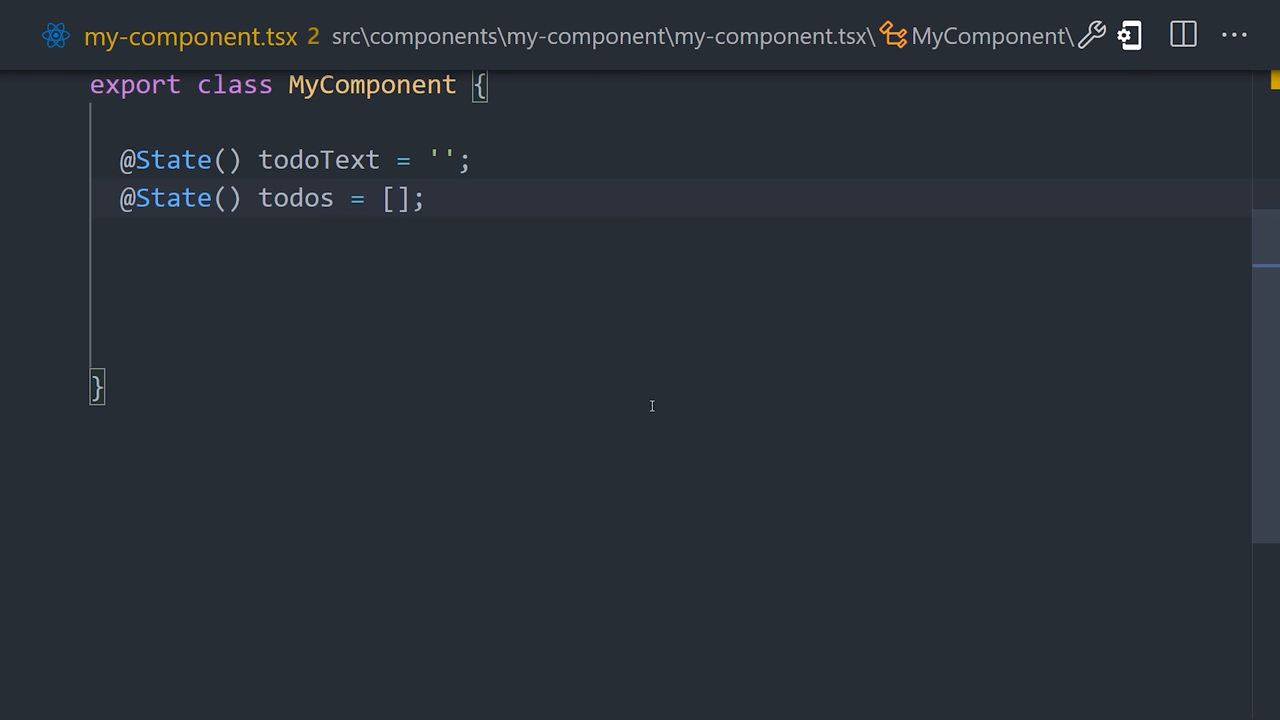 my-component.tsx 2 src\components\my-component\my-component.tsx\ MyComponent\
export class MyComponent {
@State() todoText = '';
@State() todos = [];
}